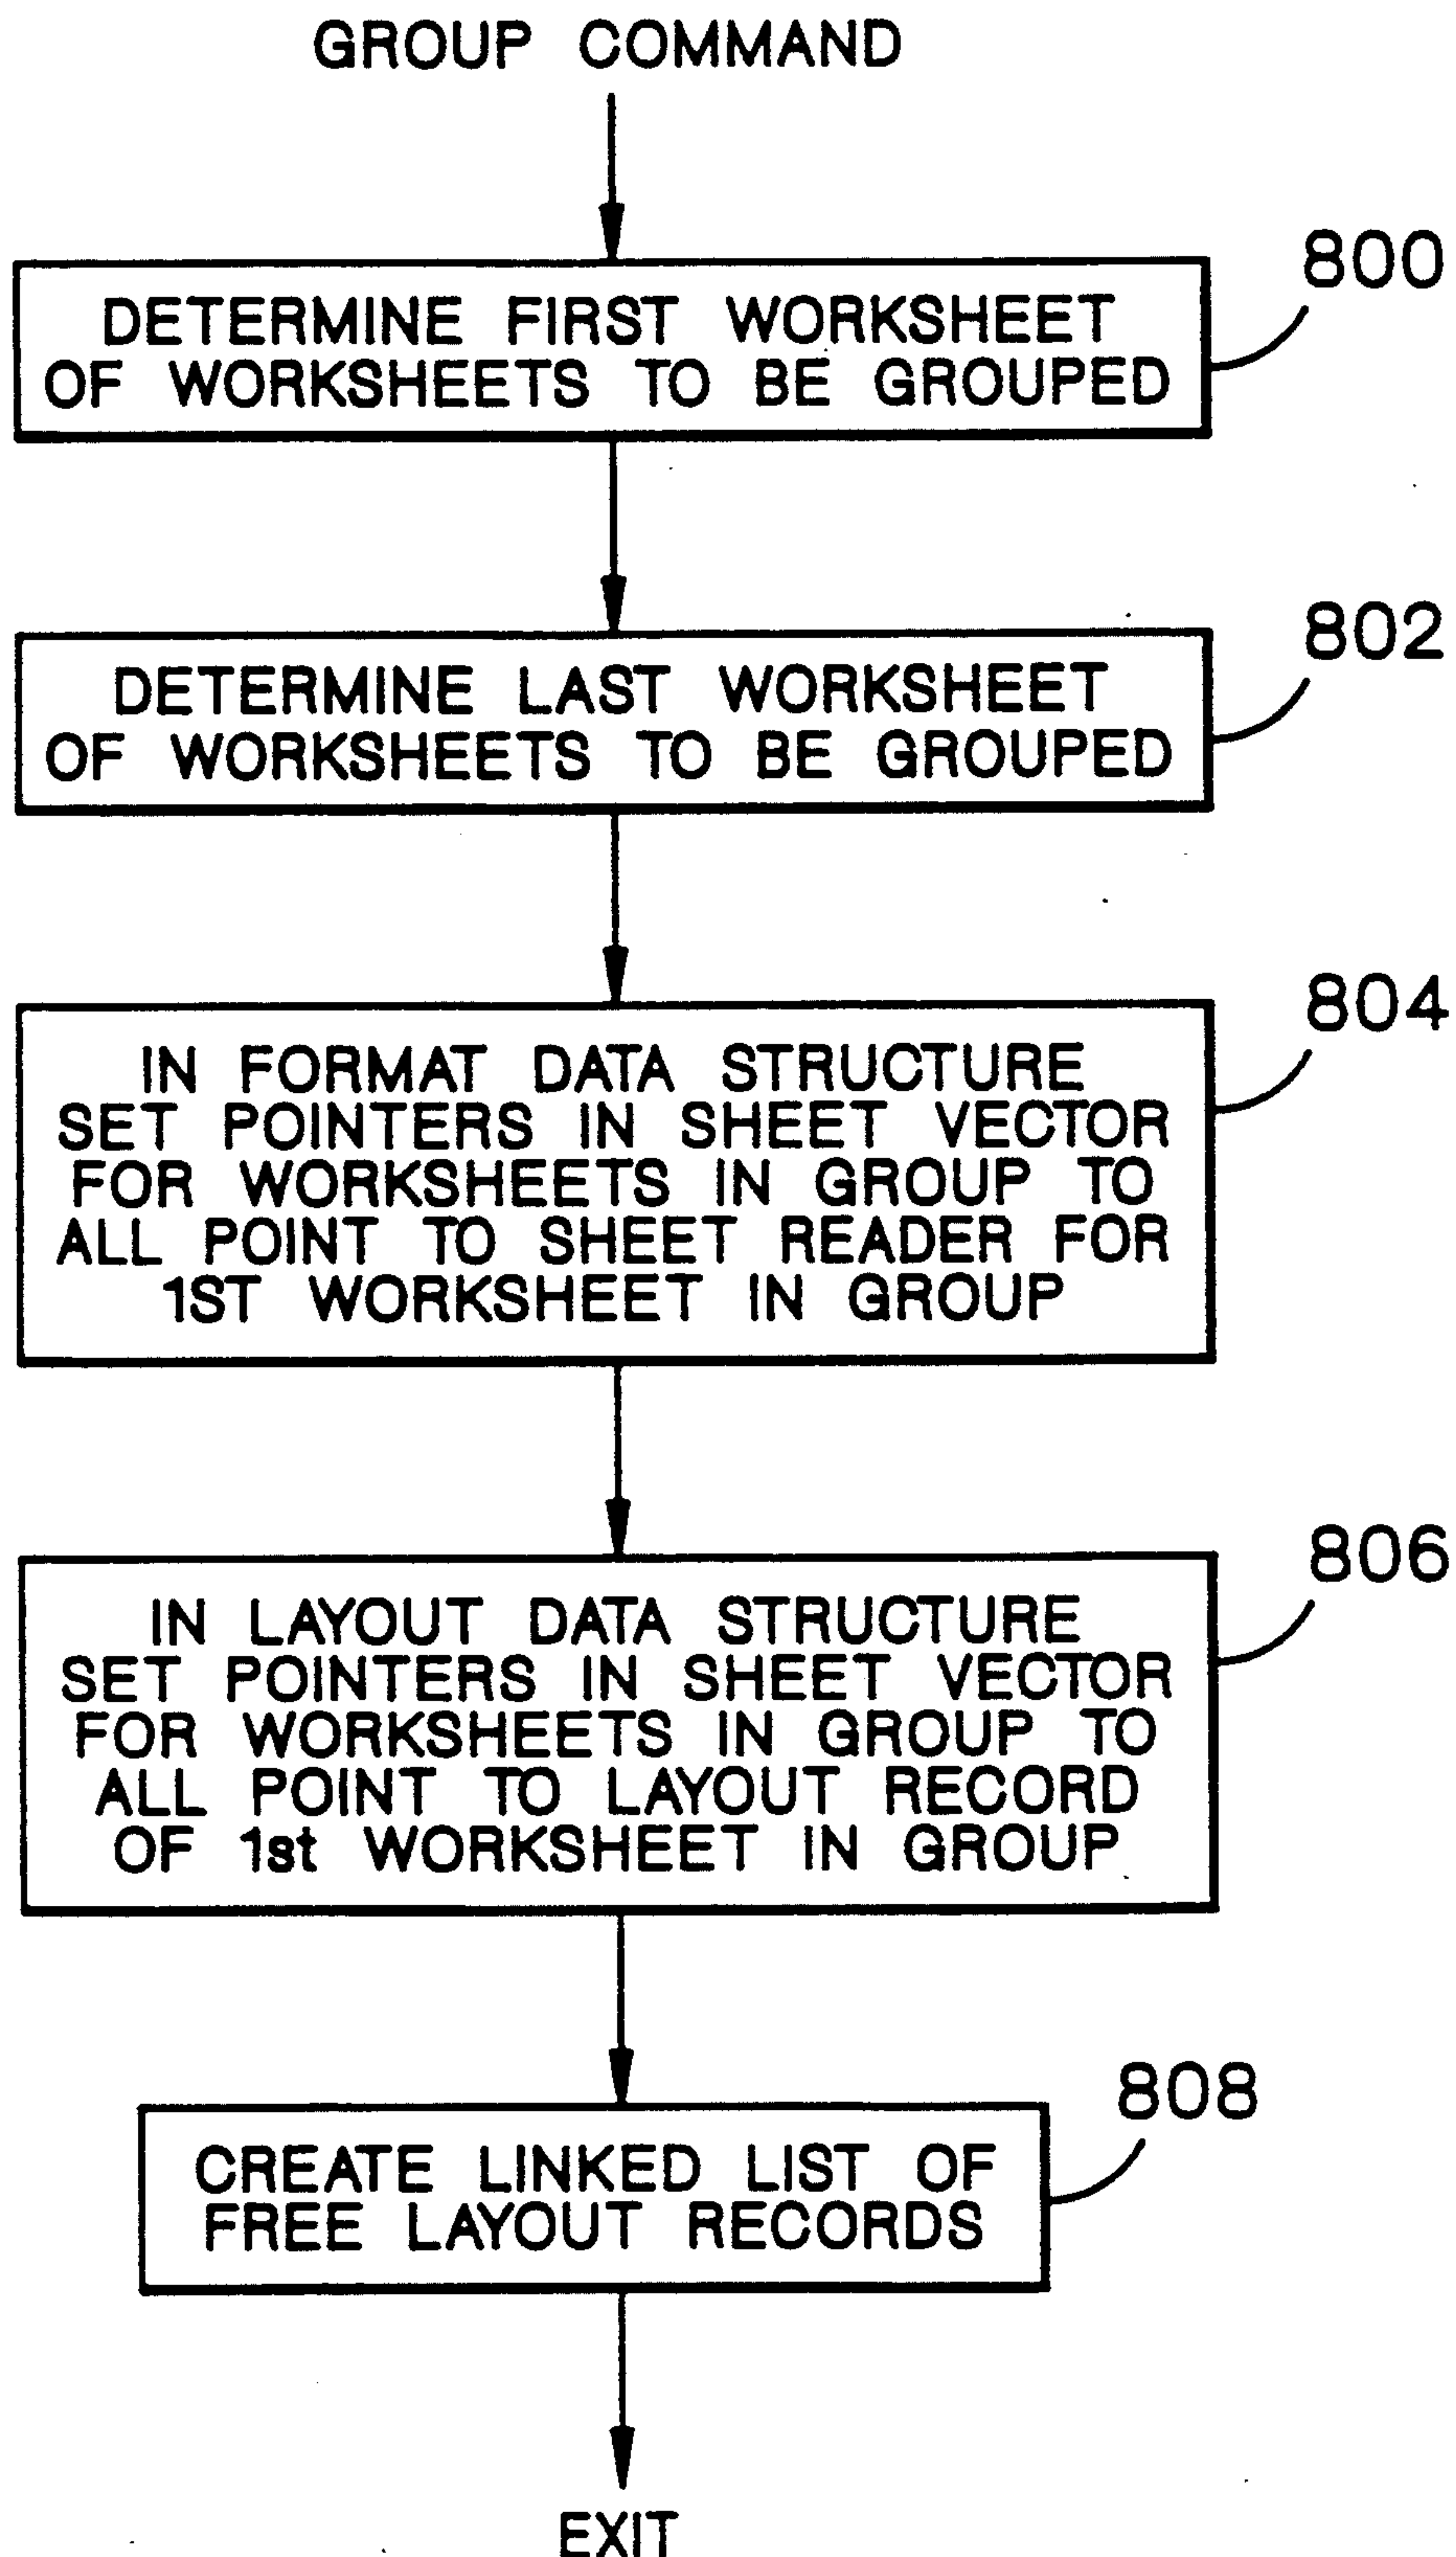 GROUP COMMAND
800
DETERMINE FIRST WORKSHEET
OF WORKSHEETS TO BE GROUPED
802
DETERMINE LAST WORKSHEET
OF WORKSHEETS TO BE GROUPED
804
IN FORMAT DATA STRUCTURE
SET POINTERS IN SHEET VECTOR
FOR WORKSHEETS IN GROUP TO
ALL POINT TO SHEET READER FOR
1ST WORKSHEET IN GROUP
806
IN LAYOUT DATA STRUCTURE
SET POINTERS IN SHEET VECTOR
FOR WORKSHEETS IN GROUP TO
ALL POINT TO LAYOUT RECORD
OF 1st WORKSHEET IN GROUP
808
CREATE LINKED LIST OF
FREE LAYOUT RECORDS
EXIT